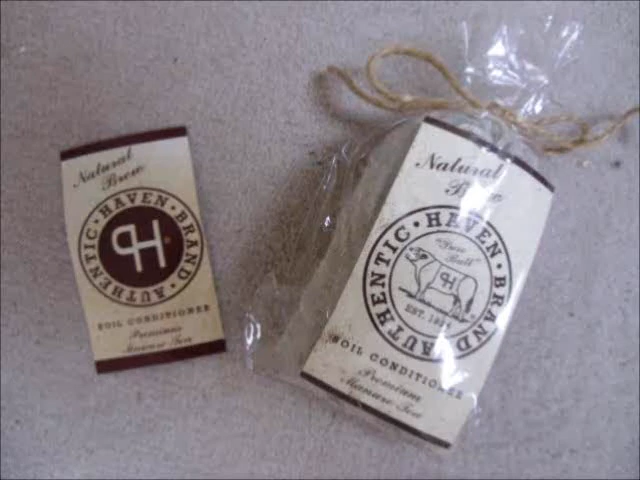 Natural
Brew
AUTHENTIC · HAVEN · BRAND ·
PH
SOIL CONDITIONER
Premium
Manure Tea
Natural
Brew
AUTHENTIC · HAVEN · BRAND
"Pure
Bull"
PH
EST. 1924
SOIL CONDITIONER
Premium
Manure Tea